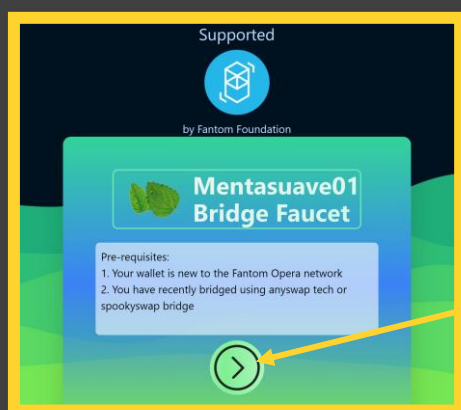 Supported
by Fantom Foundation
Mentasuave01
Bridge Faucet
Pre-requisites:
1. Your wallet is new to the Fantom Opera network
2. You have recently bridged using anyswap tech or
spookyswap bridge